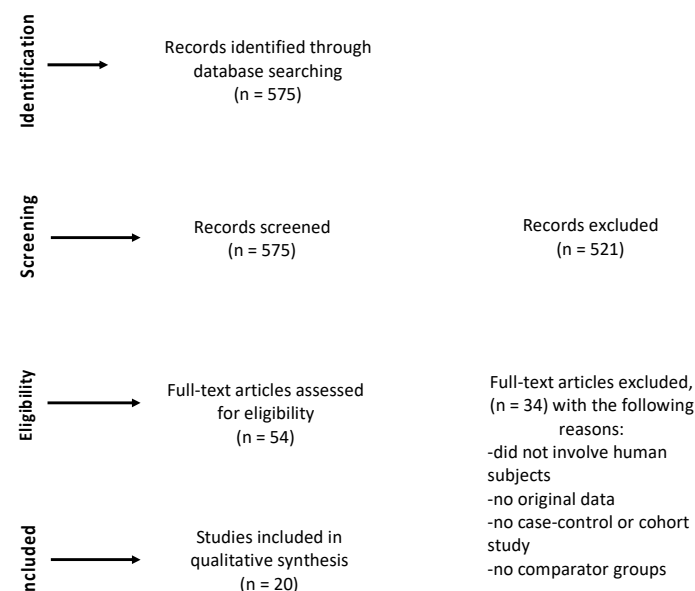 Identification
Records identified through
database searching
(n = 575)
Screening
Records screened
(n = 575)
Records excluded
(n = 521)
Eligibility
Full-text articles assessed
for eligibility
(n = 54)
Full-text articles excluded,
(n = 34) with the following
reasons:
-did not involve human
subjects
-no original data
-no case-control or cohort
study
-no comparator groups
ncluded
Studies included in
qualitative synthesis
(n = 20)